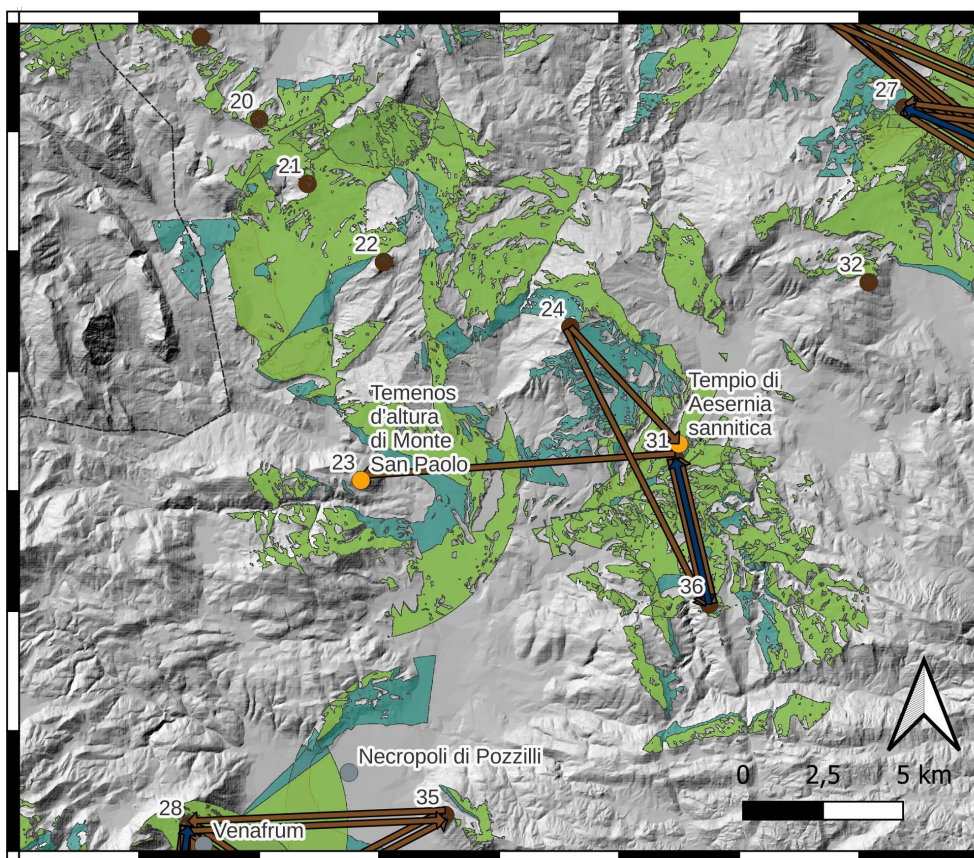 20
27
21
22
32
24
Temenos
d'altura
di Monte
San Paolo
Tempio di
Aesernia
sannitica
31
23
36
Necropoli di Pozzilli
0 2,5 5 km
35
28
Venafrum